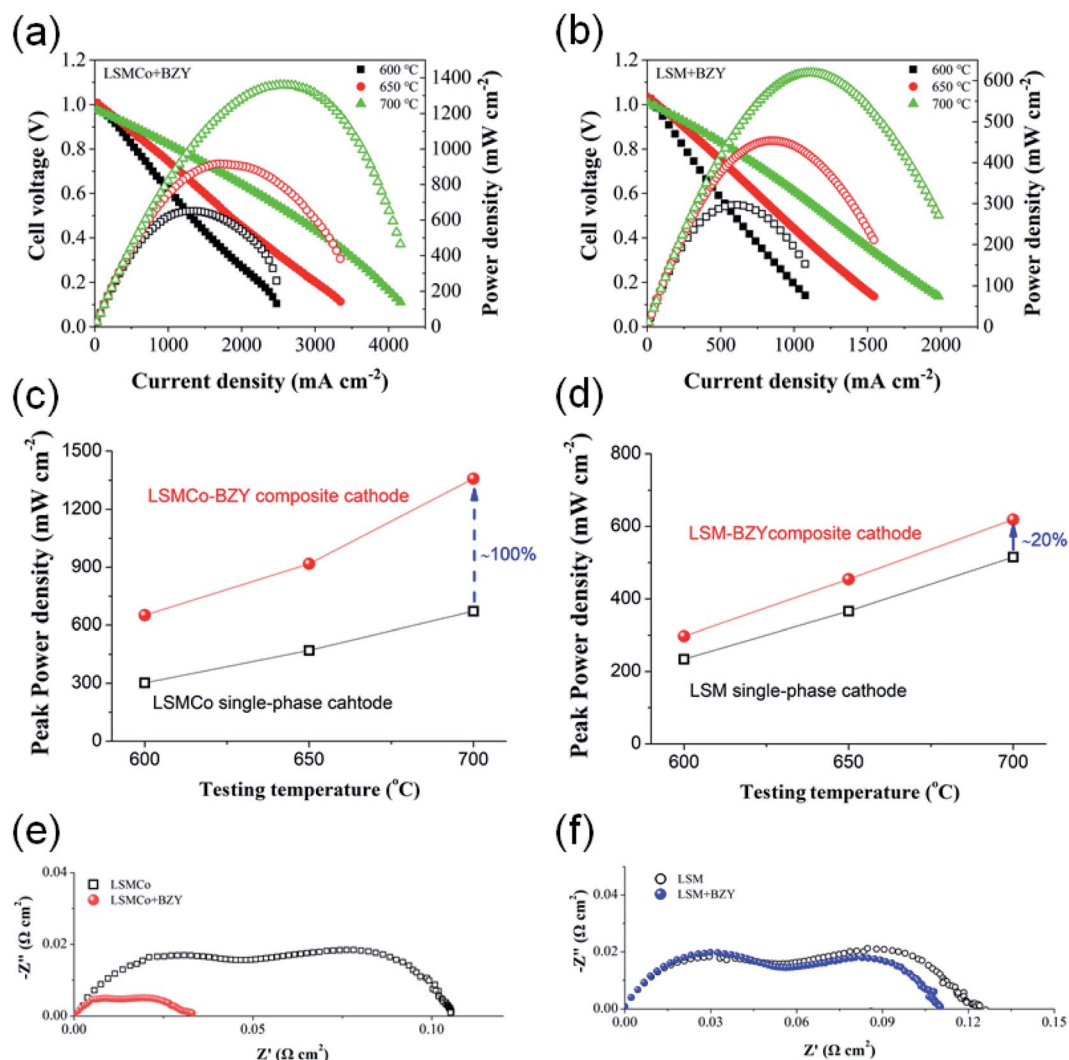 (a)
LSMCo+BZY
600 °C
650 °C
700 °C
1.2
1.0
0.8
0.6
0.4
0.2
0.0
Cell voltage (V)
1400
1200
1000
800
600
400
200
0
Power density (mW cm-2)
0 1000 2000 3000 4000
Current density (mA cm-2)
(b)
LSM+BZY
600 °C
650 °C
700 °C
1.2
1.0
0.8
0.6
0.4
0.2
0.0
Cell voltage (V)
600
500
400
300
200
100
0
Power density (mW cm-2)
0 500 1000 1500 2000
Current density (mA cm-2)
(c)
1500
1200
900
600
300
0
Peak Power density (mW cm-2)
LSMCo-BZY composite cathode
~100%
LSMCo single-phase cahtode
600 650 700
Testing temperature (oC)
(d)
800
600
400
200
0
Peak Power density (mW cm-2)
LSM-BZYcomposite cathode
~20%
LSM single-phase cathode
600 650 700
Testing temperature (oC)
(e)
0.04
0.02
0.00
-Z'' (Ω cm2)
LSMCo
LSMCo+BZY
0.00 0.05 0.10
Z' (Ω cm2)
(f)
0.04
0.02
0.00
-Z'' (Ω cm2)
LSM
LSM+BZY
0.00 0.03 0.06 0.09 0.12 0.15
Z' (Ω cm2)